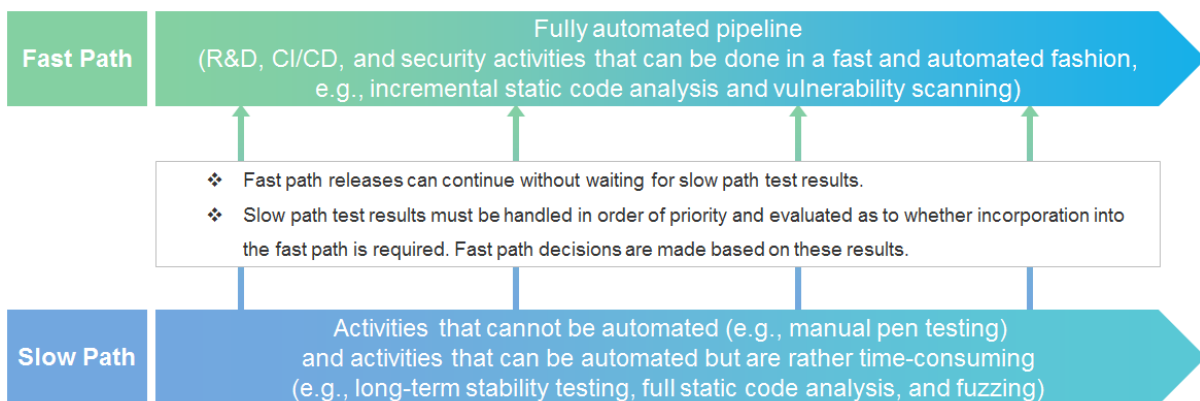 Fast Path
Fully automated pipeline
(R&D, CI/CD, and security activities that can be done in a fast and automated fashion,
e.g., incremental static code analysis and vulnerability scanning)
❖ Fast path releases can continue without waiting for slow path test results.
❖ Slow path test results must be handled in order of priority and evaluated as to whether incorporation into
the fast path is required. Fast path decisions are made based on these results.
Slow Path
Activities that cannot be automated (e.g., manual pen testing)
and activities that can be automated but are rather time-consuming
(e.g., long-term stability testing, full static code analysis, and fuzzing)